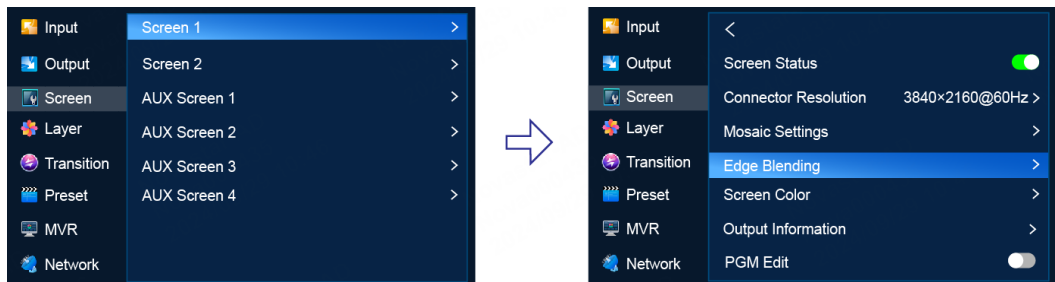 Input
Output
Screen
Layer
Transition
Preset
MVR
Network
Screen 1 >
Screen 2 >
AUX Screen 1 >
AUX Screen 2 >
AUX Screen 3 >
AUX Screen 4 >
Input
Output
Screen
Layer
Transition
Preset
MVR
Network
<
Screen Status
Connector Resolution 3840×2160@60Hz >
Mosaic Settings >
Edge Blending >
Screen Color >
Output Information >
PGM Edit